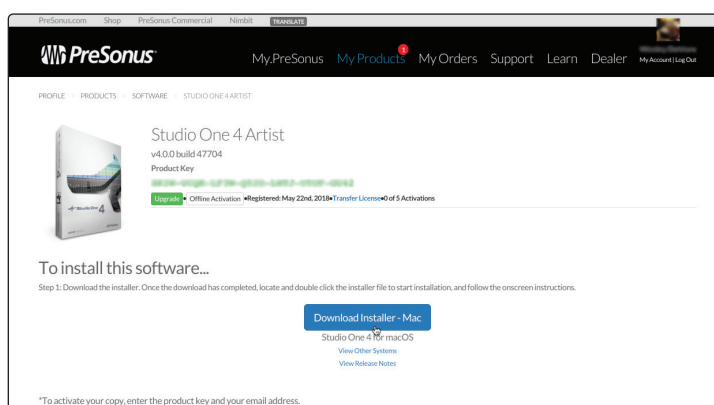 PreSonus.com Shop PreSonus Commercial Nimbit TRANSLATE
PreSonus®
My.PreSonus My Products 1 My Orders Support Learn Dealer My Account | Log Out
PROFILE PRODUCTS SOFTWARE STUDIO ONE 4 ARTIST
Studio One 4 Artist
v4.0.0 build 47704
Product Key
Upgrade • Offline Activation •Registered: May 22nd, 2018•Transfer License•0 of 5 Activations
Studio One 4
To install this software...
Step 1: Download the installer. Once the download has completed, locate and double click the installer file to start installation, and follow the onscreen instructions.
Download Installer - Mac
Studio One 4 for macOS
View Other Systems
View Release Notes
*To activate your copy, enter the product key and your email address.